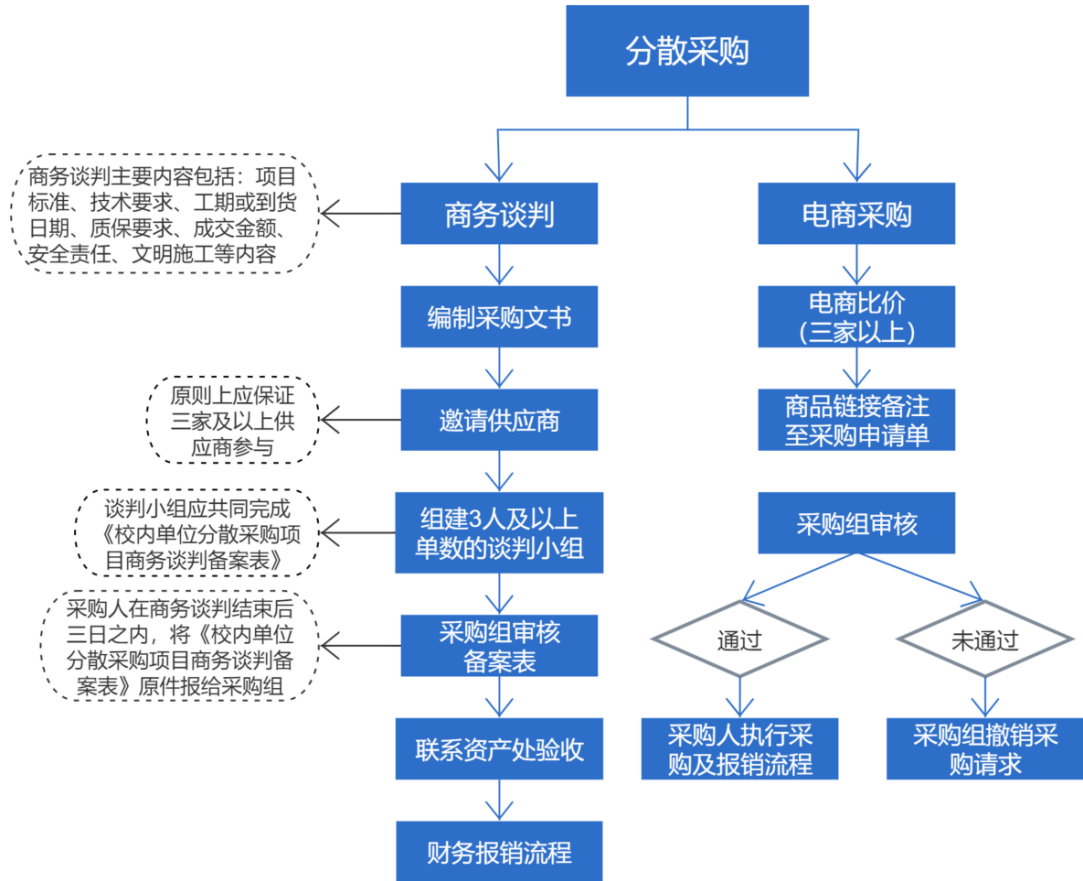 分散采购
商务谈判主要内容包括：项目
标准、技术要求、工期或到货
日期、质保要求、成交金额、
安全责任、文明施工等内容
商务谈判
电商采购
编制采购文书
电商比价
（三家以上）
原则上应保证
三家及以上供
应商参与
邀请供应商
商品链接备注
至采购申请单
谈判小组应共同完成
《校内单位分散采购项
目商务谈判备案表》
组建3人及以上
单数的谈判小组
采购组审核
采购人在商务谈判结束后
三日之内，将《校内单位
分散采购项目商务谈判备
案表》原件报给采购组
采购组审核
备案表
通过
未通过
联系资产处验收
采购人执行采
购及报销流程
采购组撤销采
购请求
财务报销流程